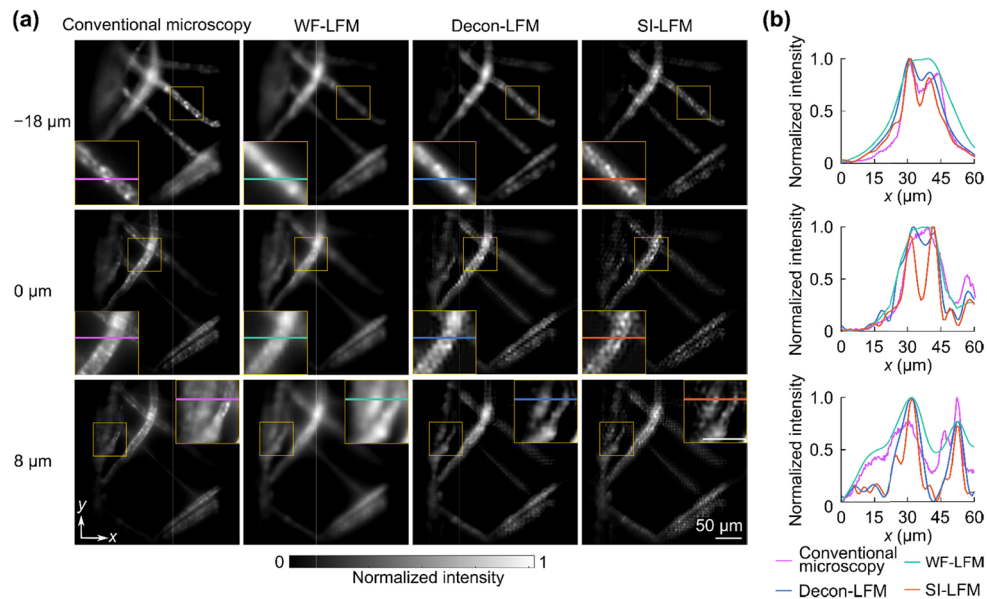 (a)
Conventional microscopy WF-LFM Decon-LFM SI-LFM
−18 μm
0 μm
8 μm
y
x
50 μm
0 1
Normalized intensity
(b)
Normalized intensity
1.0
0.5
0
0 15 30 45 60
x (μm)
Normalized intensity
1.0
0.5
0
0 15 30 45 60
x (μm)
Normalized intensity
1.0
0.5
0
0 15 30 45 60
x (μm)
Conventional
microscopy
WF-LFM
Decon-LFM
SI-LFM